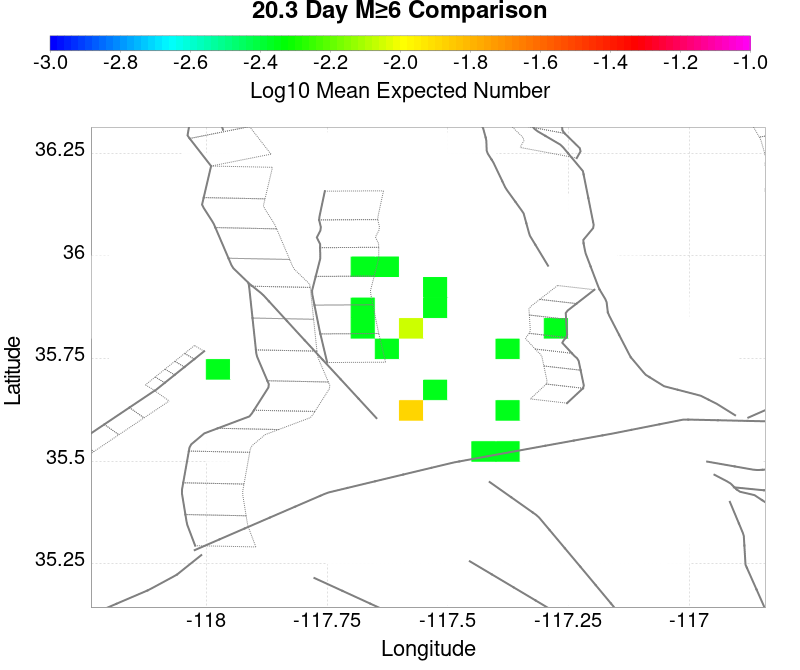 20.3 Day M≥6 Comparison
-3.0 -2.8 -2.6 -2.4 -2.2 -2.0 -1.8 -1.6 -1.4 -1.2 -1.0
Log10 Mean Expected Number
36.25
36
35.75
35.5
35.25
Latitude
-118 -117.75 -117.5 -117.25 -117
Longitude